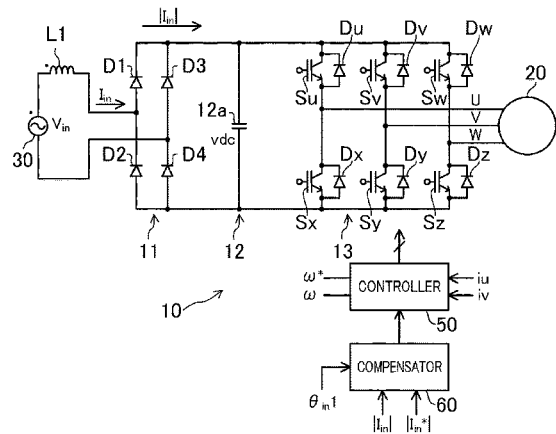 |Iin|
L1
D1
D3
Iin
12a
Vin
vdc
30
D2
D4
11
12
13
Du
Dv
Dw
Su
Sv
Sw
20
U
V
W
Dx
Dy
Dz
Sx
Sy
Sz
10
ω*
ω
CONTROLLER
iu
iv
50
COMPENSATOR
60
θin1
|Iin|
|Iin*|